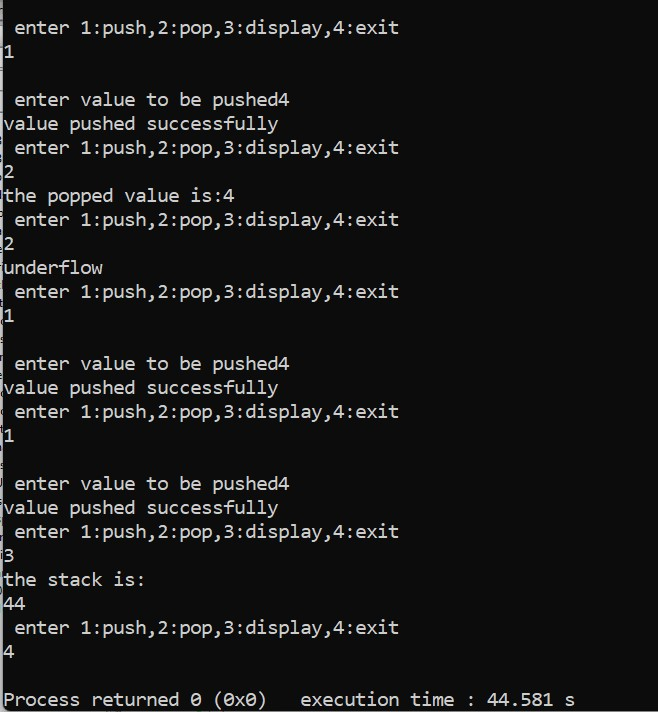 enter 1:push,2:pop,3:display,4:exit
1
enter value to be pushed4
value pushed successfully
enter 1:push,2:pop,3:display,4:exit
2
the popped value is:4
enter 1:push,2:pop,3:display,4:exit
2
underflow
enter 1:push,2:pop,3:display,4:exit
1
enter value to be pushed4
value pushed successfully
enter 1:push,2:pop,3:display,4:exit
1
enter value to be pushed4
value pushed successfully
enter 1:push,2:pop,3:display,4:exit
3
the stack is:
44
enter 1:push,2:pop,3:display,4:exit
4
Process returned 0 (0x0)   execution time : 44.581 s